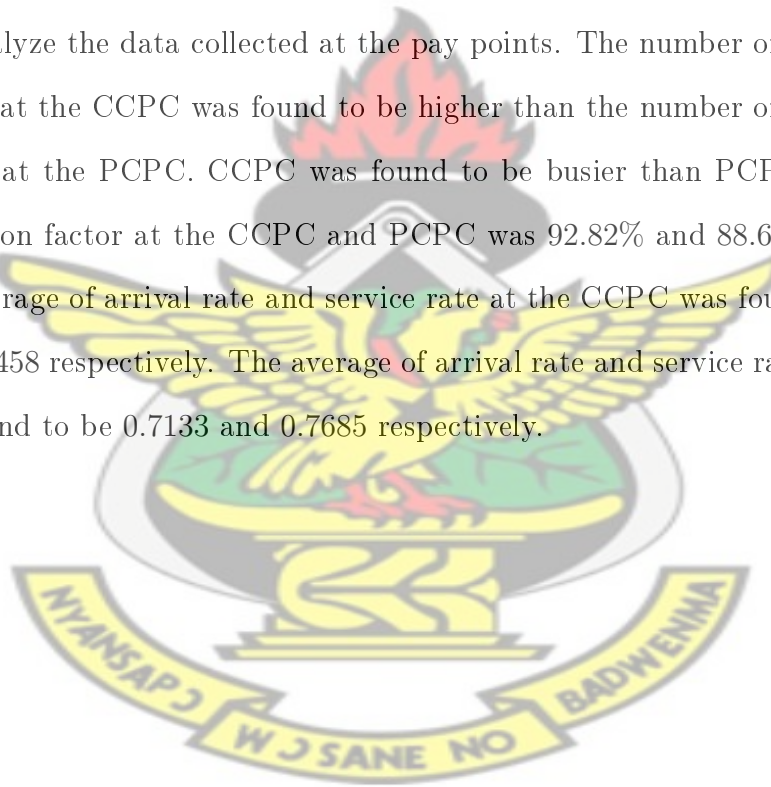 lyze the data collected at the pay points. The number o
at the CCPC was found to be higher than the number o
at the PCPC. CCPC was found to be busier than PCP
on factor at the CCPC and PCPC was 92.82% and 88.6
rage of arrival rate and service rate at the CCPC was fou
458 respectively. The average of arrival rate and service ra
nd to be 0.7133 and 0.7685 respectively.
NYANSAPƆ WƆSANE NO BADWENMA